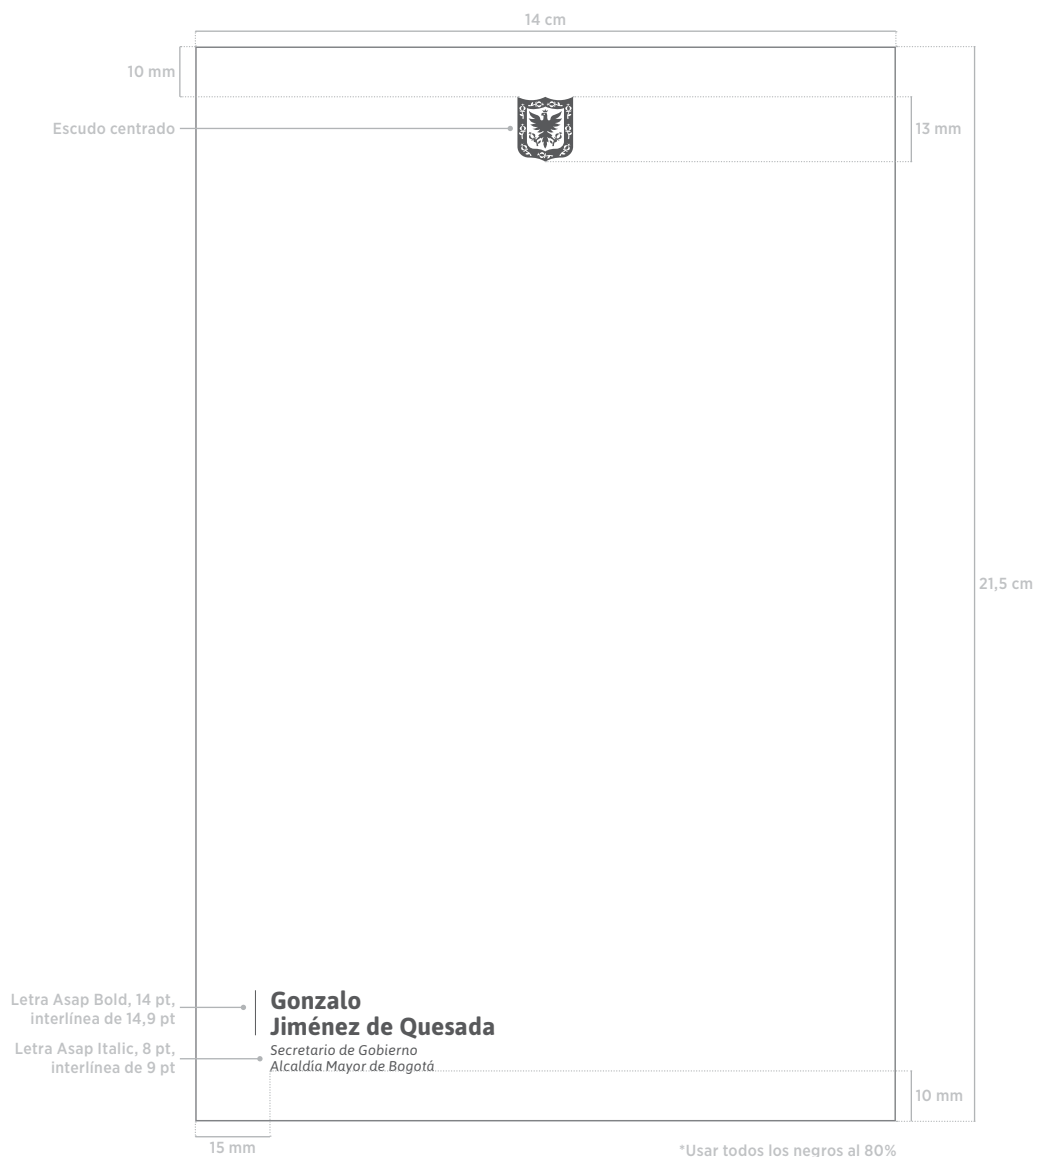 14 cm
10 mm
Escudo centrado
13 mm
21,5 cm
Letra Asap Bold, 14 pt,
interlínea de 14,9 pt
Gonzalo
Jiménez de Quesada
Letra Asap Italic, 8 pt,
interlínea de 9 pt
Secretario de Gobierno
Alcaldía Mayor de Bogotá
10 mm
15 mm
*Usar todos los negros al 80%